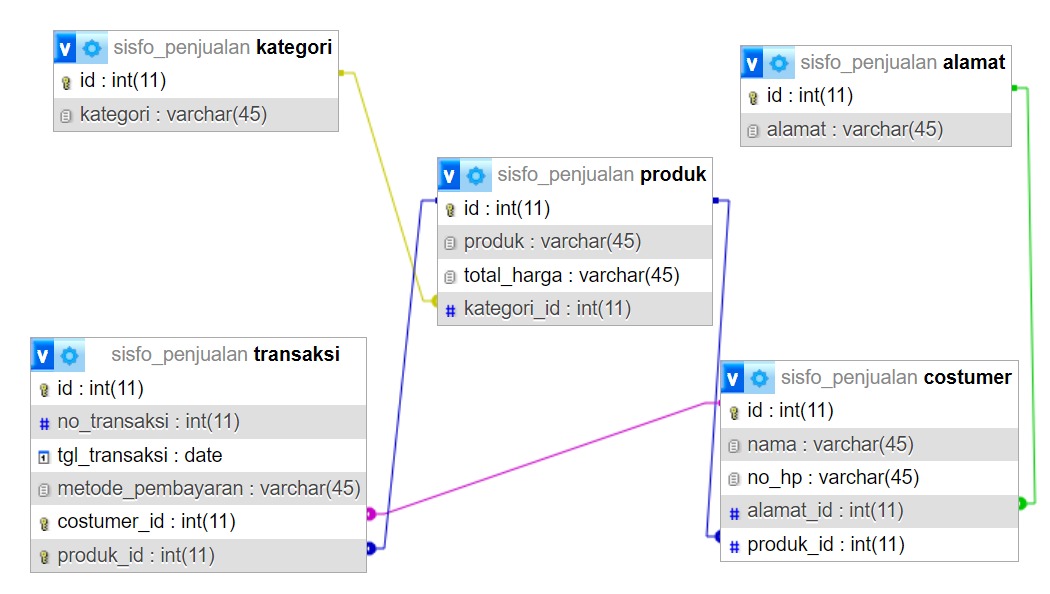 v sisfo_penjualan kategori
id : int(11)
kategori : varchar(45)
v sisfo_penjualan alamat
id : int(11)
alamat : varchar(45)
v sisfo_penjualan produk
id : int(11)
produk : varchar(45)
total_harga : varchar(45)
# kategori_id : int(11)
v sisfo_penjualan transaksi
id : int(11)
# no_transaksi : int(11)
tgl_transaksi : date
metode_pembayaran : varchar(45)
costumer_id : int(11)
produk_id : int(11)
v sisfo_penjualan costumer
id : int(11)
nama : varchar(45)
no_hp : varchar(45)
# alamat_id : int(11)
# produk_id : int(11)